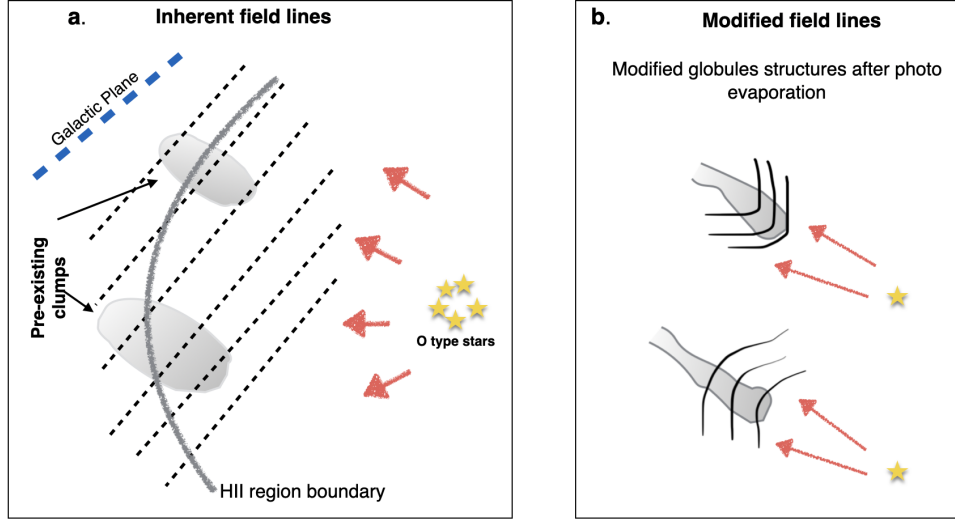 a.
Inherent field lines
Galactic Plane
Pre-existing
clumps
O type stars
HII region boundary
b.
Modified field lines
Modified globules structures after photo
evaporation